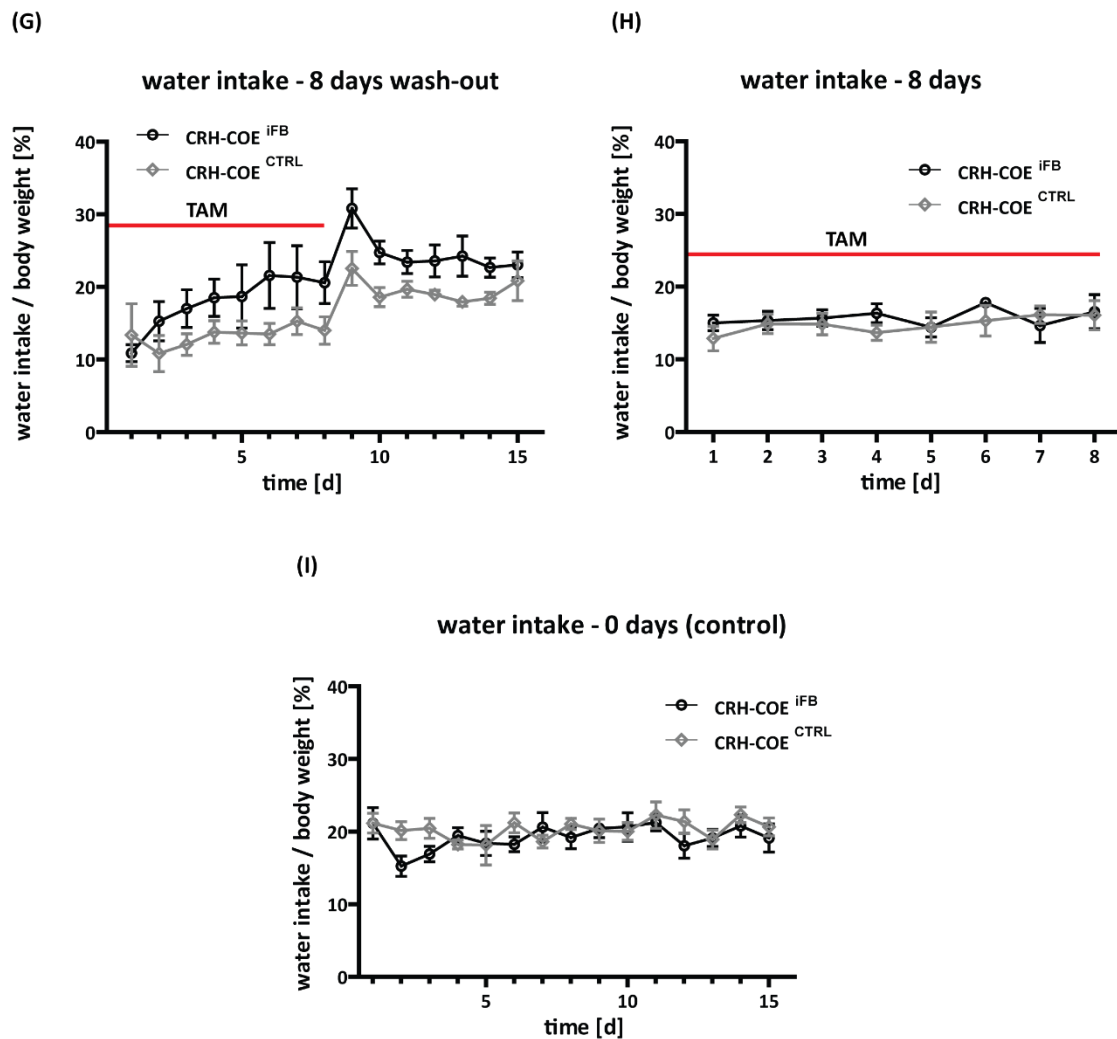 (G)
water intake - 8 days wash-out
CRH-COE iFB
CRH-COE CTRL
TAM
water intake / body weight [%]
40
30
20
10
0
5 10 15
time [d]
(H)
water intake - 8 days
CRH-COE iFB
CRH-COE CTRL
TAM
water intake / body weight [%]
40
30
20
10
0
1 2 3 4 5 6 7 8
time [d]
(I)
water intake - 0 days (control)
CRH-COE iFB
CRH-COE CTRL
water intake / body weight [%]
40
30
20
10
0
5 10 15
time [d]